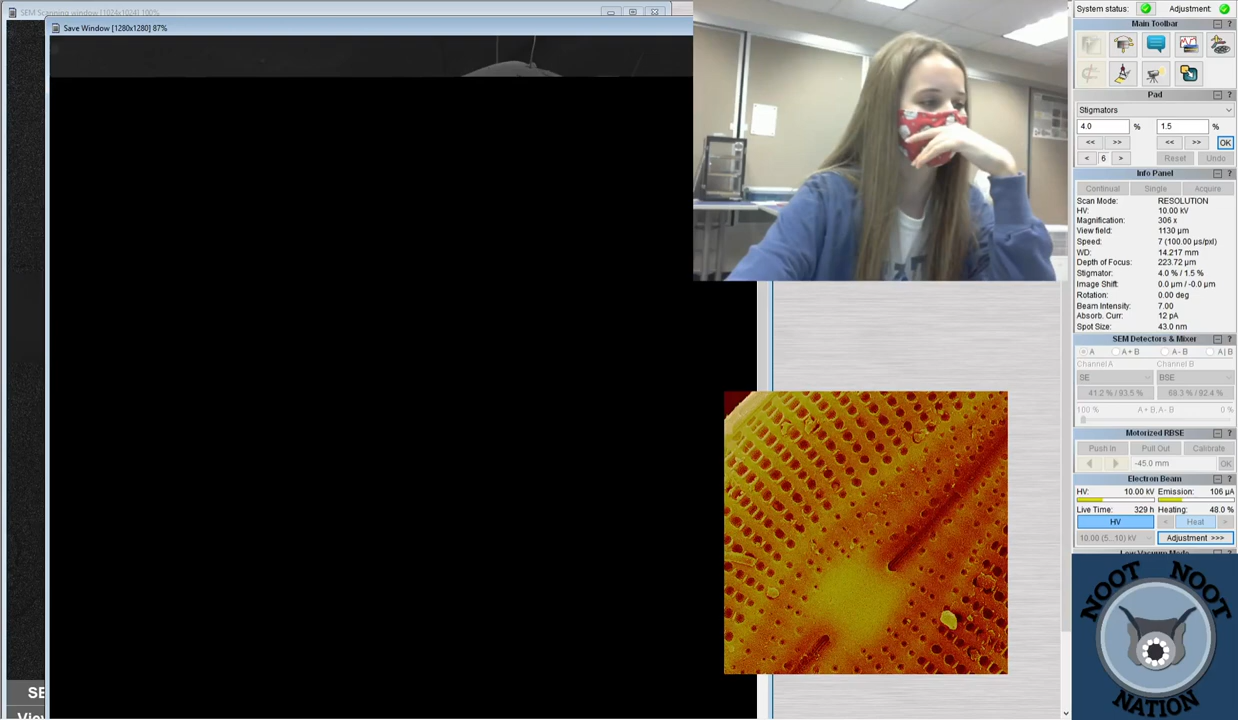 SEM Scanning window [1024x1024] 100%
Save Window [1280x1280] 87%
System status: Adjustment:
Main Toolbar ?
Pad ?
Stigmators
4.0 % 1.5 %
<< >> << >> OK
< 6 > Reset Undo
Info Panel ?
Continual Single Acquire
Scan Mode: RESOLUTION
HV: 10.00 kV
Magnification: 306 x
View field: 1130 µm
Speed: 7 (100.00 µs/pxl)
WD: 14.217 mm
Depth of Focus: 223.72 µm
Stigmator: 4.0 % / 1.5 %
Image Shift: 0.0 µm / -0.0 µm
Rotation: 0.00 deg
Beam Intensity: 7.00
Absorb. Curr: 12 pA
Spot Size: 43.0 nm
SEM Detectors & Mixer ?
A A + B A - B A | B
Channel A Channel B
SE BSE
41.2 % / 93.5 % 68.3 % / 92.4 %
100 % A + B, A - B 0 %
Motorized RBSE ?
Push In Pull Out Calibrate
-45.0 mm OK
Electron Beam ?
HV: 10.00 kV Emission: 106 µA
Live Time: 329 h Heating: 48.0 %
HV < Heat >
10.00 (5...10) kV Adjustment >>>
Low Vacuum Mode
NOOT NOOT
NATION
SE
View